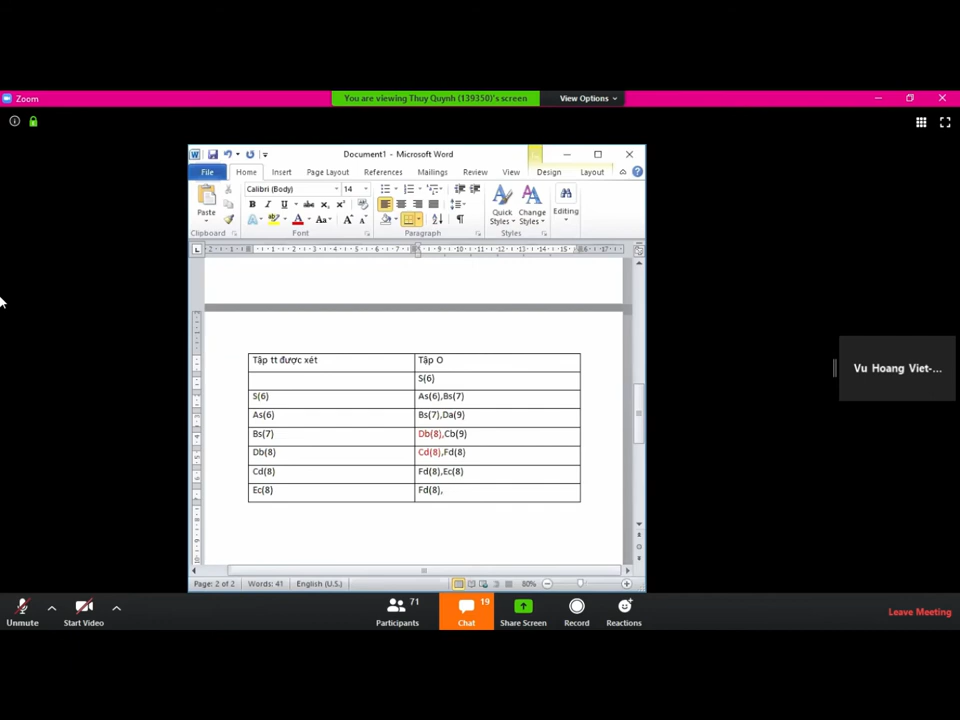 Zoom
You are viewing Thuy Quynh (139350)'s screen
View Options
Document1 - Microsoft Word
File Home Insert Page Layout References Mailings Review View Design Layout
Paste
Calibri (Body) 14
B I U abc x₂ x²
A ab A Aa A A
Quick Styles
Change Styles
Editing
Clipboard Font Paragraph Styles
Tập tt được xét Tập O
S(6)
S(6) As(6),Bs(7)
As(6) Bs(7),Da(9)
Bs(7) Db(8),Cb(9)
Db(8) Cd(8),Fd(8)
Cd(8) Fd(8),Ec(8)
Ec(8) Fd(8),
Vu Hoang Viet-...
Page: 2 of 2 Words: 41 English (U.S.) 80%
71 19
Unmute Start Video Participants Chat Share Screen Record Reactions Leave Meeting